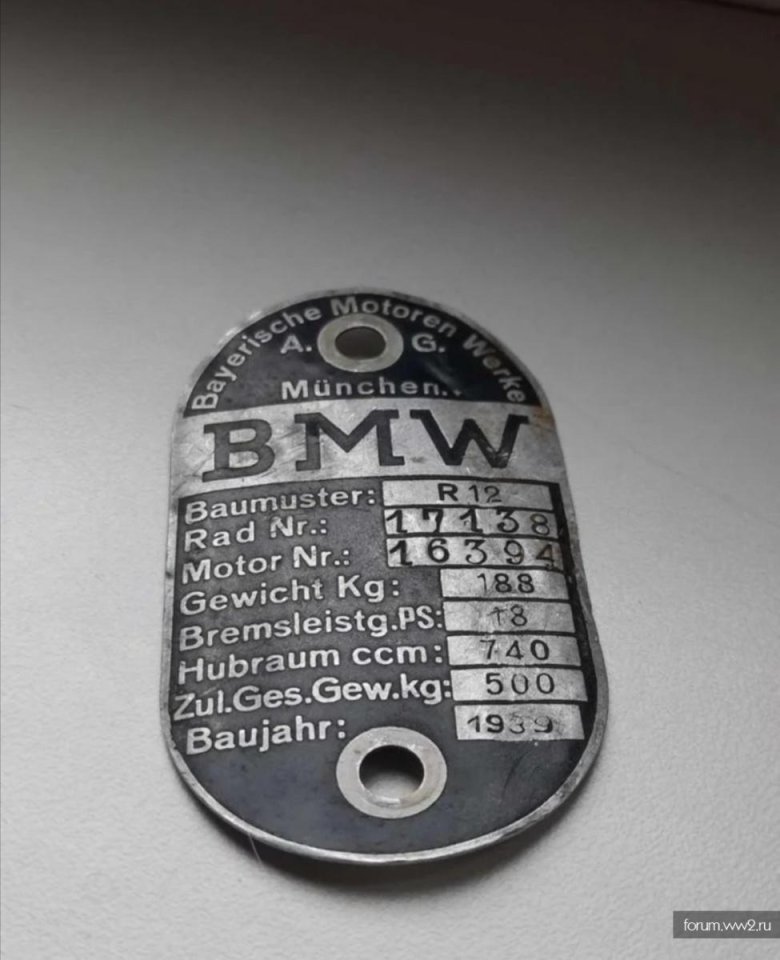 Bayerische Motoren Werke
A. G.
München.
BMW
Baumuster: R 12
Rad Nr.: 17138
Motor Nr.: 16394
Gewicht Kg: 188
Bremsleistg.PS: 18
Hubraum ccm: 740
Zul.Ges.Gew.kg: 500
Baujahr: 1939
forum.ww2.ru